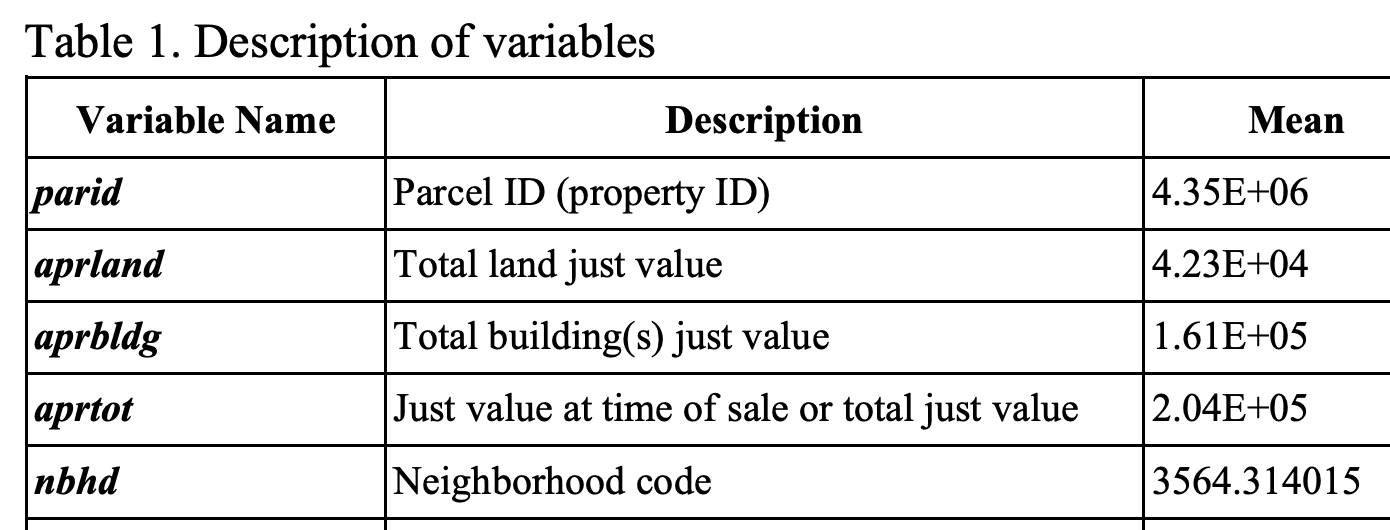 Table 1. Description of variables
Variable Name Description Mean
parid Parcel ID (property ID) 4.35E+06
aprland Total land just value 4.23E+04
aprbldg Total building(s) just value 1.61E+05
aprtot Just value at time of sale or total just value 2.04E+05
nbhd Neighborhood code 3564.314015